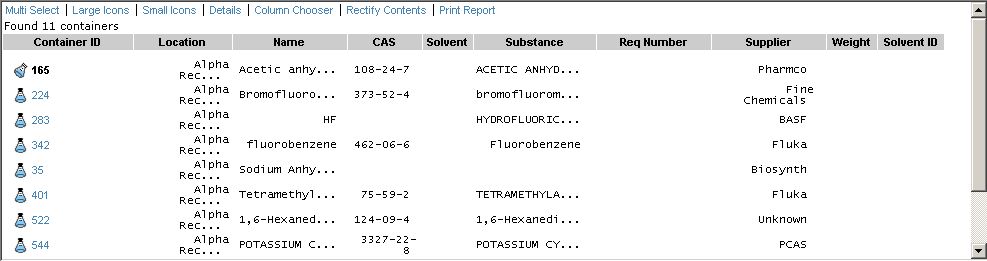 Multi Select | Large Icons | Small Icons | Details | Column Chooser | Rectify Contents | Print Report
Found 11 containers
Container ID Location Name CAS Solvent Substance Req Number Supplier Weight Solvent ID
165 Alpha Rec... Acetic anhy... 108-24-7 ACETIC ANHYD... Pharmco
224 Alpha Rec... Bromofluoro... 373-52-4 bromofluorom... Fine Chemicals
283 Alpha Rec... HF HYDROFLUORIC... BASF
342 Alpha Rec... fluorobenzene 462-06-6 Fluorobenzene Fluka
35 Alpha Rec... Sodium Anhy... Biosynth
401 Alpha Rec... Tetramethyl... 75-59-2 TETRAMETHYLA... Fluka
522 Alpha Rec... 1,6-Hexaned... 124-09-4 1,6-Hexanedi... Unknown
544 Alpha Rec... POTASSIUM C... 3327-22-8 POTASSIUM CY... PCAS